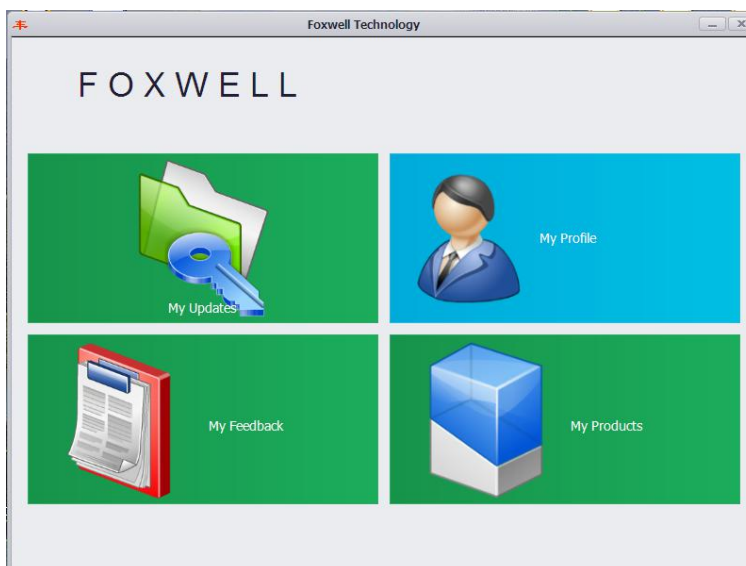 Foxwell Technology
FOXWELL
My Updates
My Profile
My Feedback
My Products